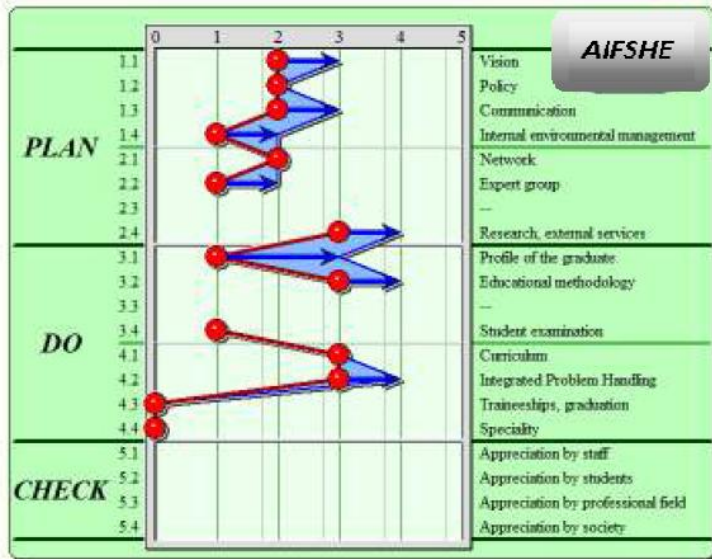 0 1 2 3 4 5
AIFSHE
PLAN
1.1 Vision
1.2 Policy
1.3 Communication
1.4 Internal environmental management
2.1 Network
2.2 Expert group
2.3 ---
2.4 Research, external services
DO
3.1 Profile of the graduate
3.2 Educational methodology
3.3 ---
3.4 Student examination
4.1 Curriculum
4.2 Integrated Problem Handling
4.3 Traineeships, graduation
4.4 Speciality
CHECK
5.1 Appreciation by staff
5.2 Appreciation by students
5.3 Appreciation by professional field
5.4 Appreciation by society